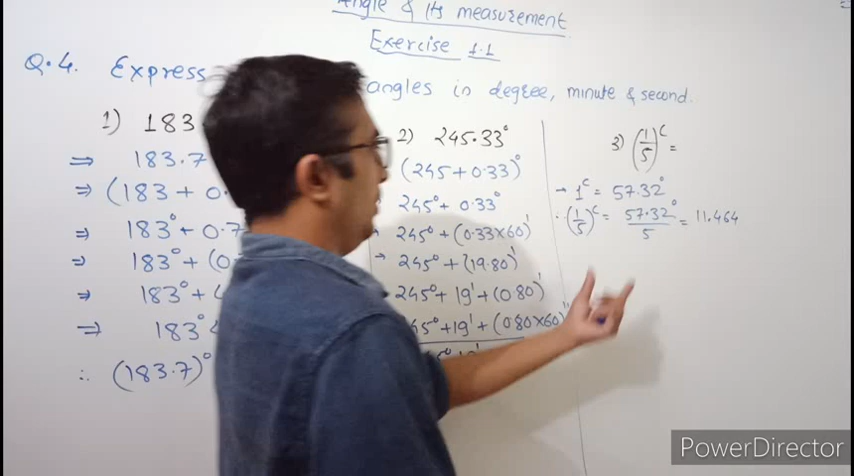 Angle & Its measurement
Exercise 1.1
Q.4. Express angles in degree, minute & second.
1) 183
⇒ 183.7
⇒ (183 + 0.
⇒ 183° + 0.7
⇒ 183° + (0.
⇒ 183° + 4
⇒ 183° 4
∴ (183.7)°
2) 245.33°
(245 + 0.33)°
245° + 0.33°
245° + (0.33×60)'
→ 245° + (19.80)'
245° + 19' + (0.80)'
45° + 19' + (0.80×60)"
3) (1/5)ᶜ =
→ 1ᶜ = 57.32°
∴ (1/5)ᶜ = 57.32°/5 = 11.464
PowerDirector